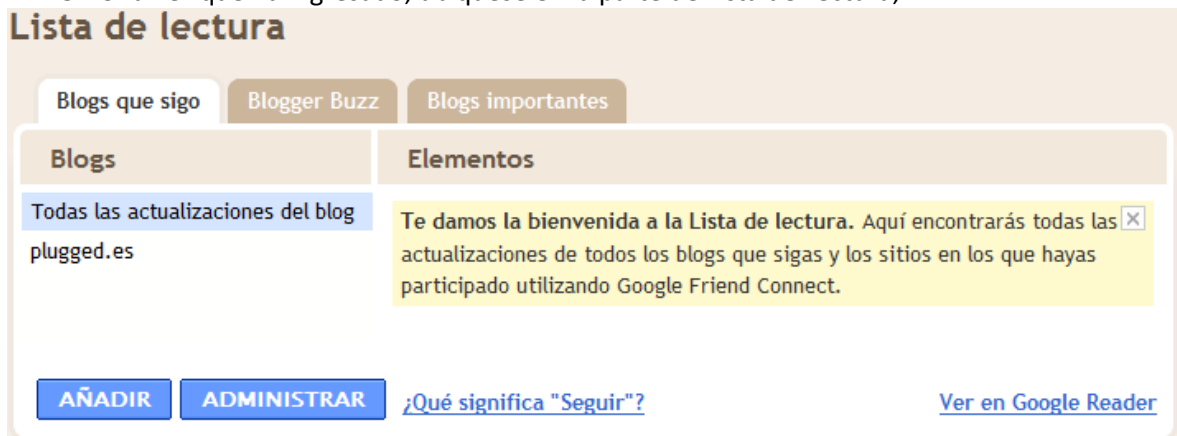 Lista de lectura
Blogs que sigo Blogger Buzz Blogs importantes
Blogs Elementos
Todas las actualizaciones del blog
plugged.es
Te damos la bienvenida a la Lista de lectura. Aquí encontrarás todas las
actualizaciones de todos los blogs que sigas y los sitios en los que hayas
participado utilizando Google Friend Connect.
AÑADIR ADMINISTRAR ¿Qué significa "Seguir"? Ver en Google Reader